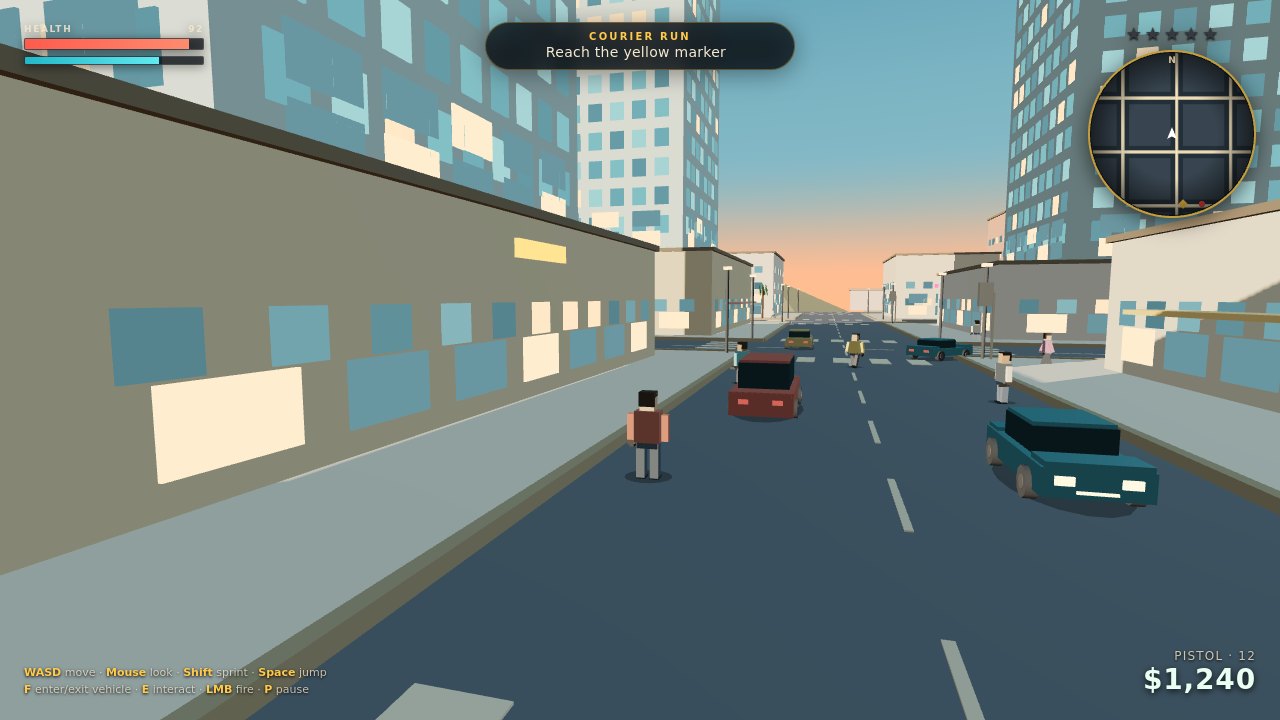 HEALTH 92
COURIER RUN
Reach the yellow marker
★★★★★
N
WASD move · Mouse look · Shift sprint · Space jump
F enter/exit vehicle · E interact · LMB fire · P pause
PISTOL · 12
$1,240